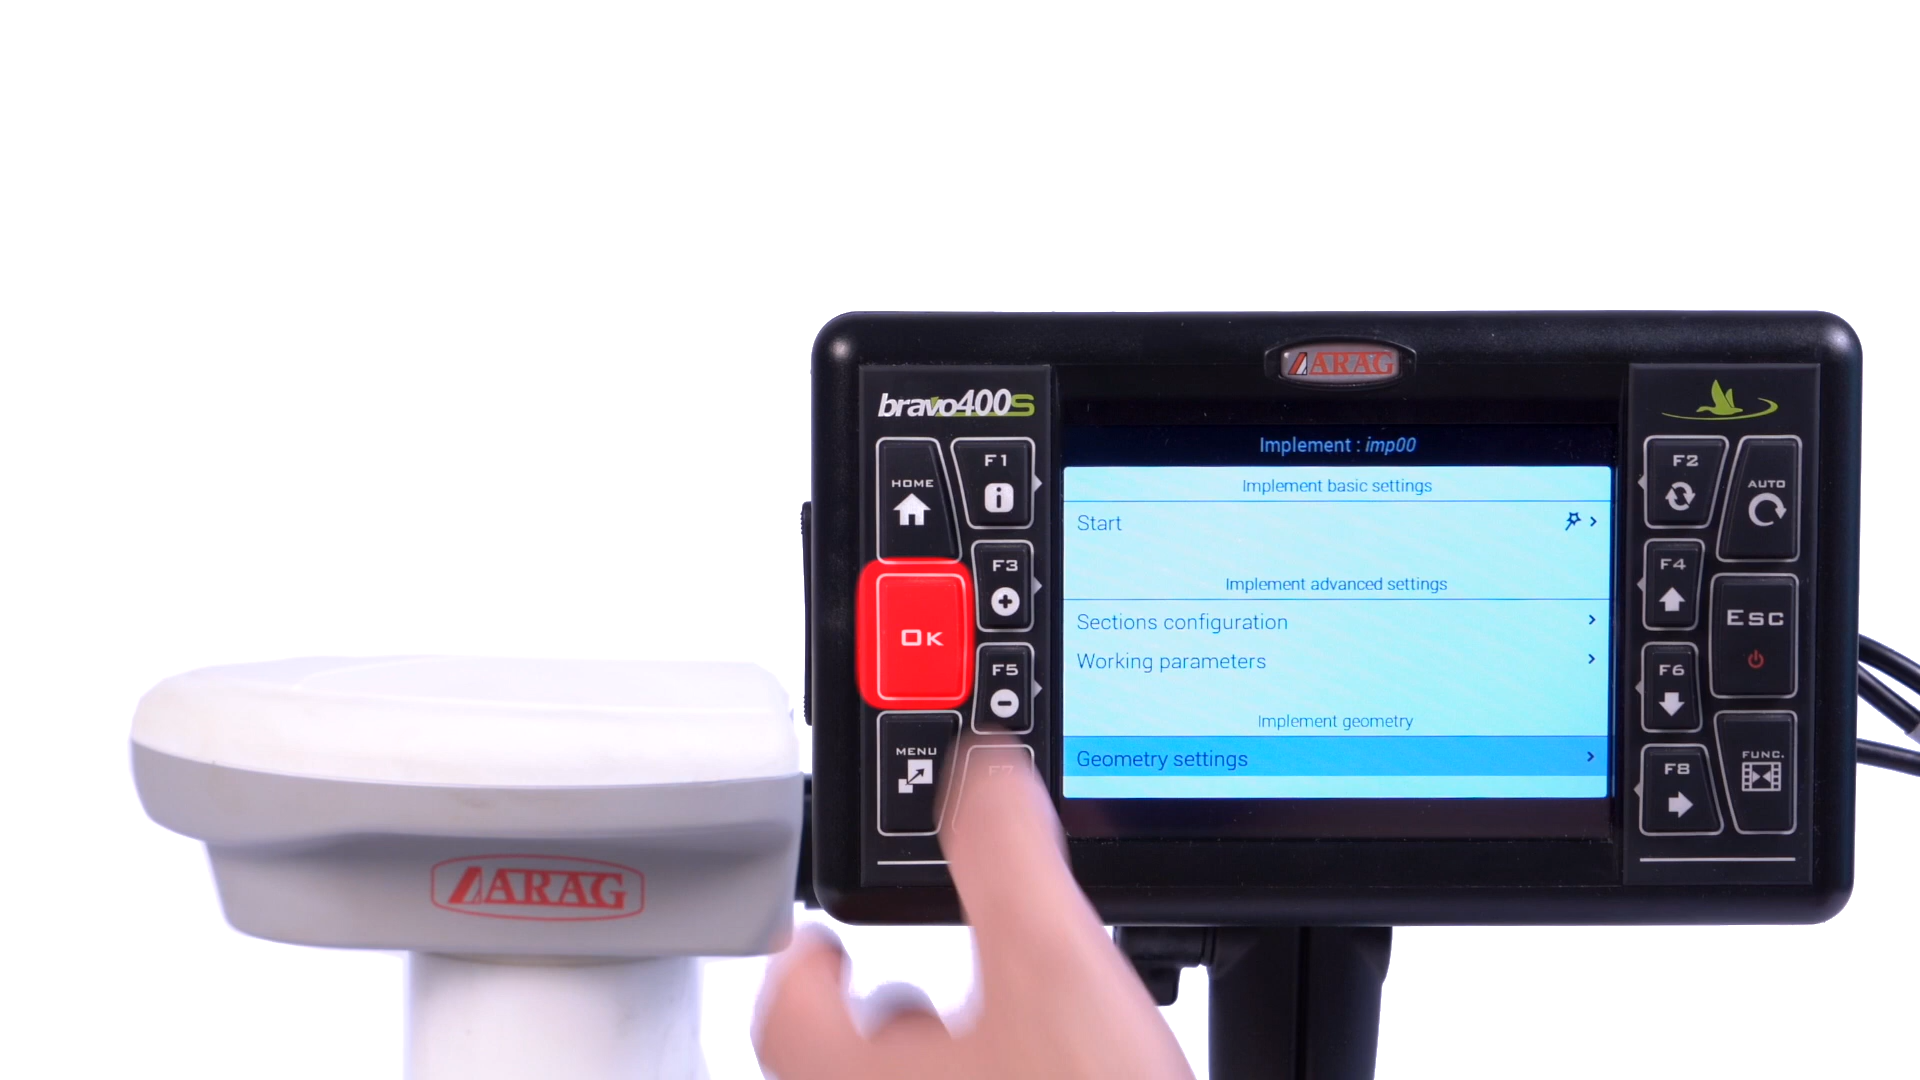 ARAG
bravo400S
HOME
F1
OK
F3
F5
MENU
F7
Implement : imp00
Implement basic settings
Start
Implement advanced settings
Sections configuration
Working parameters
Implement geometry
Geometry settings
F2
AUTO
F4
ESC
F6
FUNC.
F8
ARAG